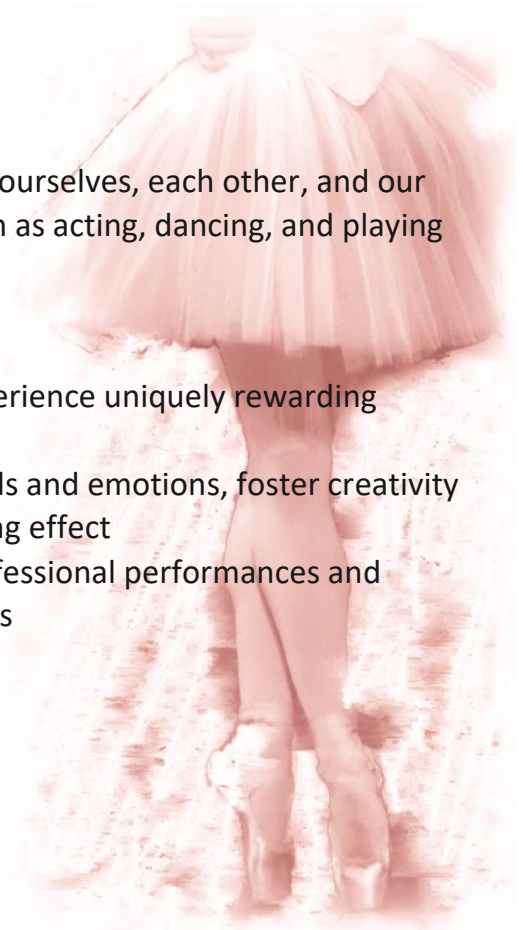 ourselves, each other, and our
as acting, dancing, and playing
erience uniquely rewarding
ls and emotions, foster creativity
ng effect
fessional performances and
s